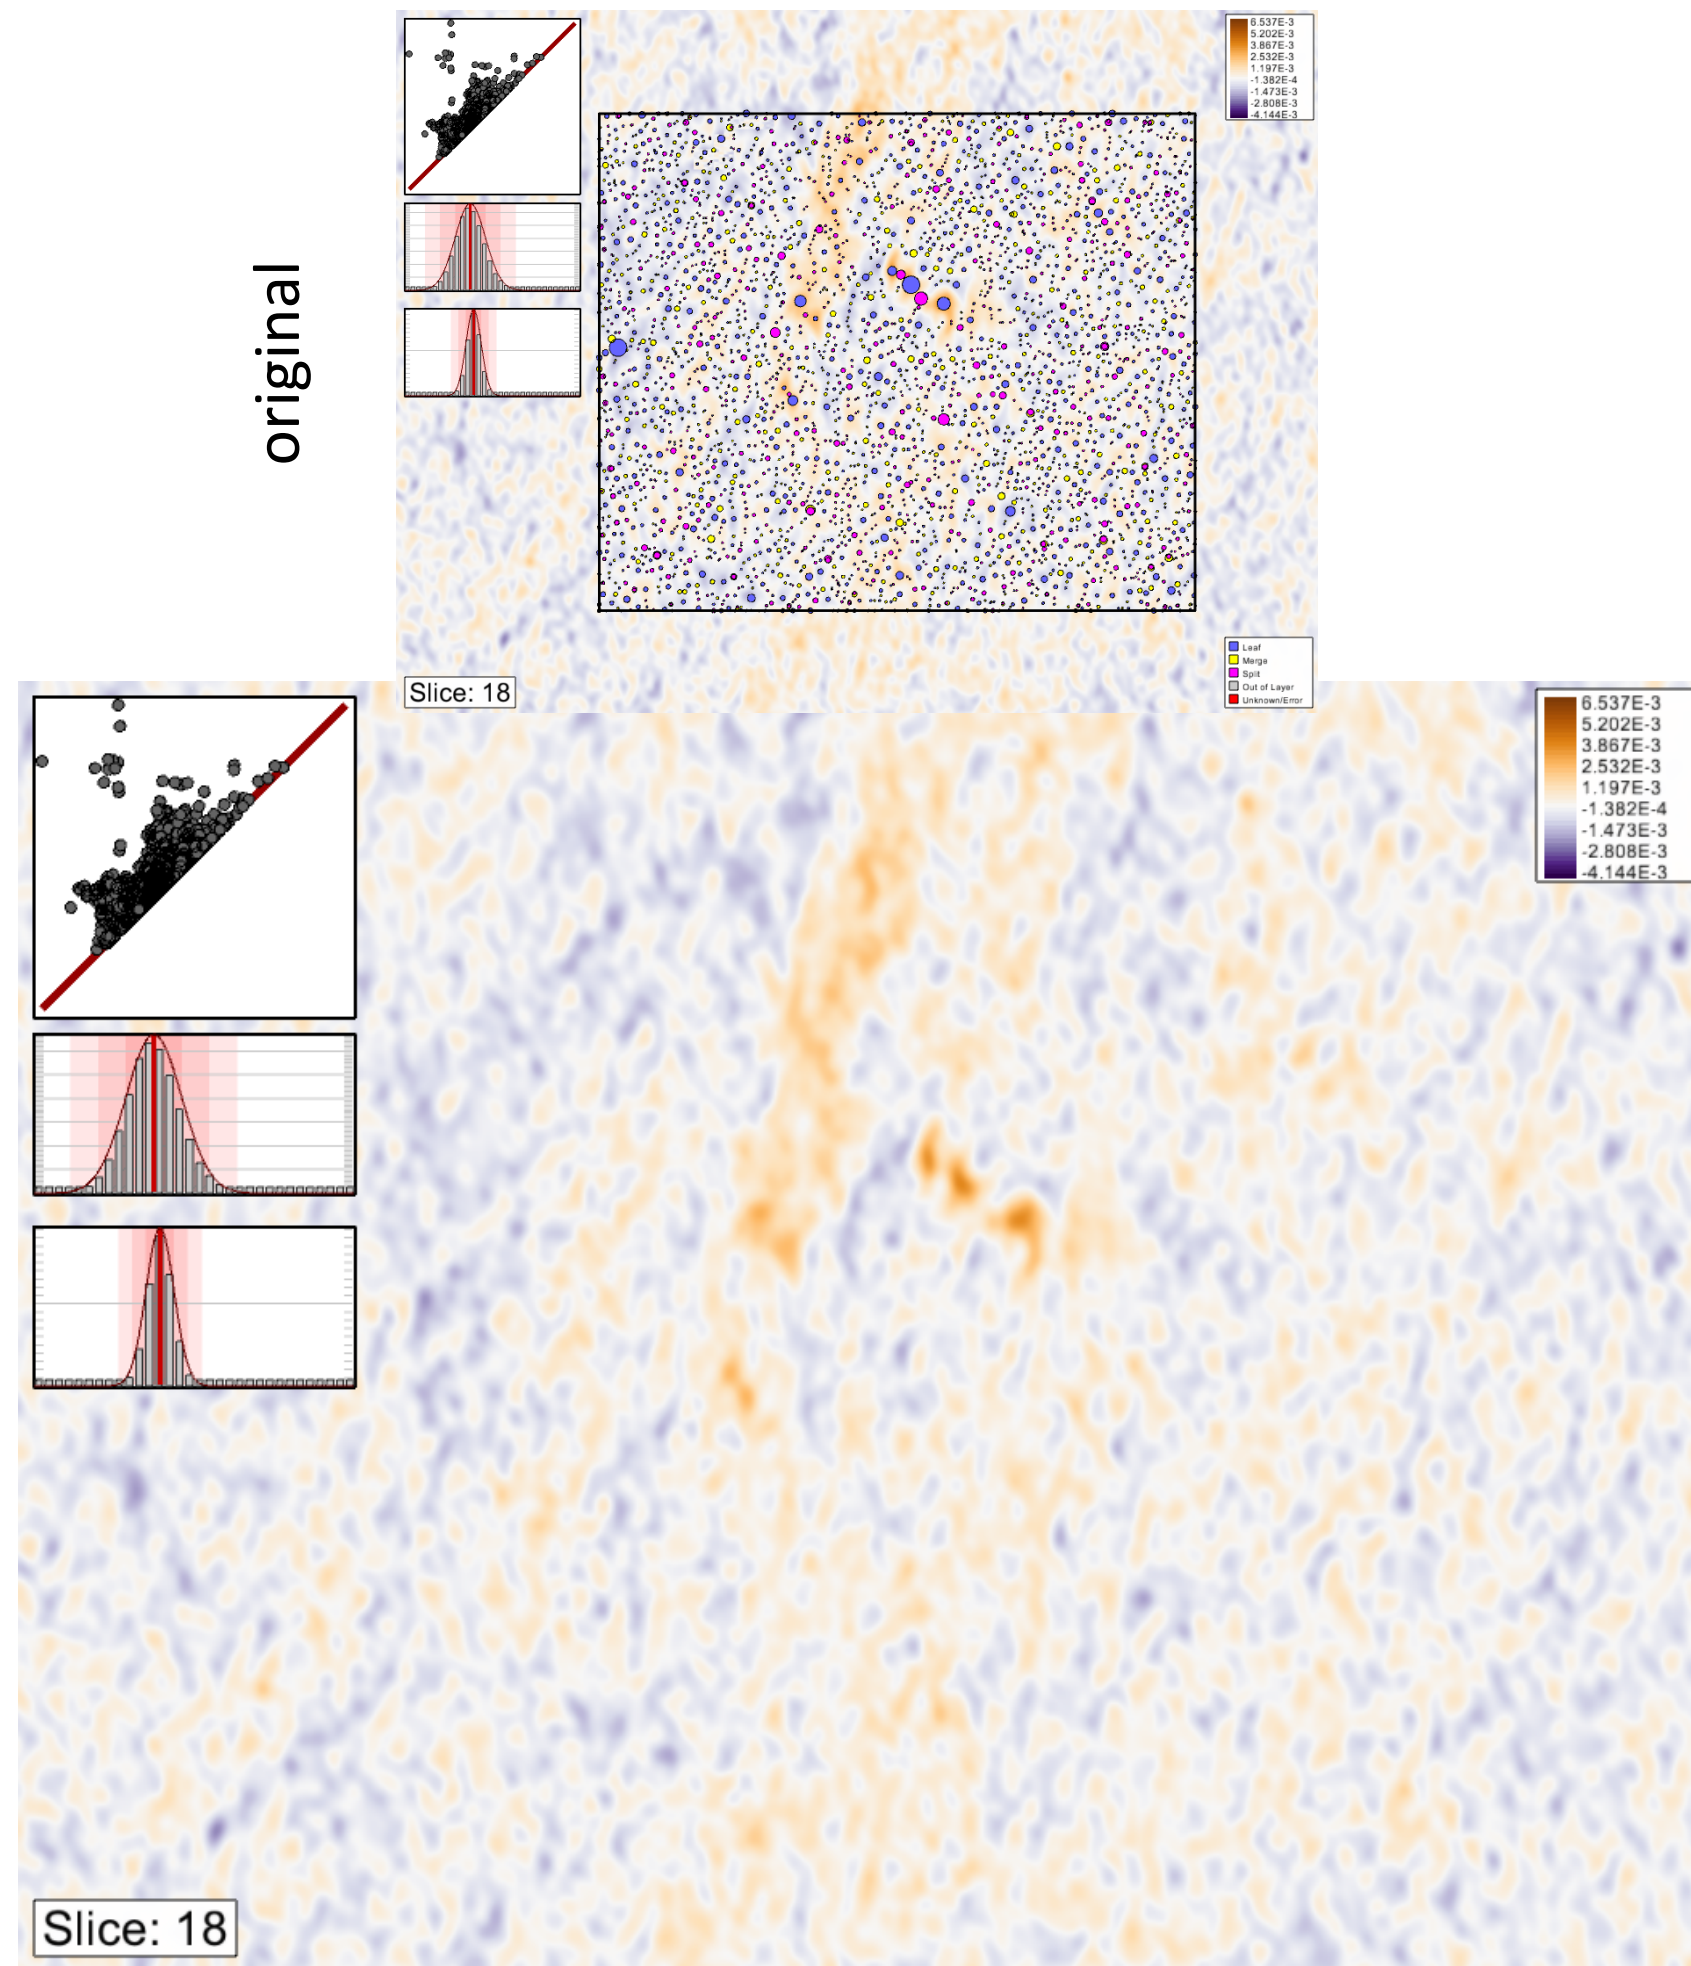 original
6.537E-3
5.202E-3
3.867E-3
2.532E-3
1.197E-3
-1.382E-4
-1.473E-3
-2.808E-3
-4.144E-3
Leaf
Merge
Split
Out of Layer
Unknown/Error
Slice: 18
6.537E-3
5.202E-3
3.867E-3
2.532E-3
1.197E-3
-1.382E-4
-1.473E-3
-2.808E-3
-4.144E-3
Slice: 18